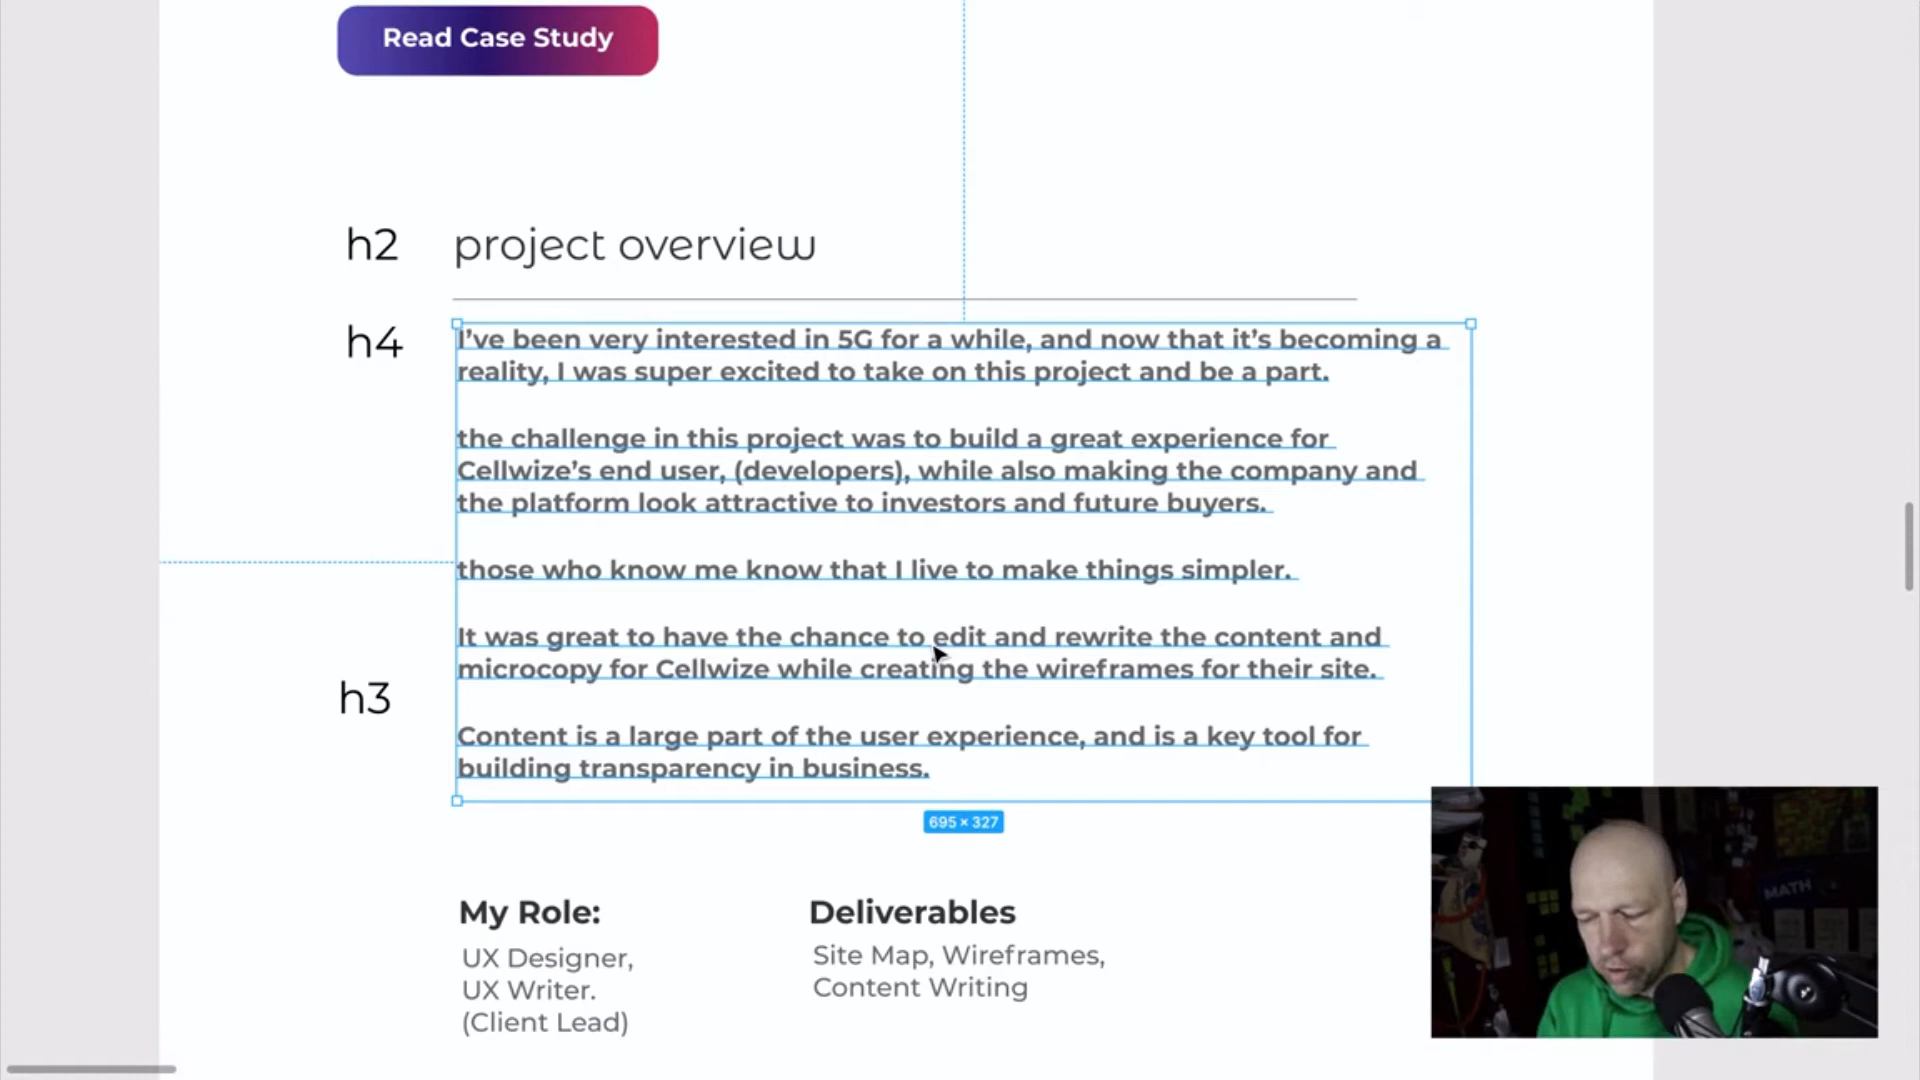 Read Case Study
h2 project overview
h4
I’ve been very interested in 5G for a while, and now that it’s becoming a
reality, I was super excited to take on this project and be a part.
the challenge in this project was to build a great experience for
Cellwize’s end user, (developers), while also making the company and
the platform look attractive to investors and future buyers.
those who know me know that I live to make things simpler.
It was great to have the chance to edit and rewrite the content and
microcopy for Cellwize while creating the wireframes for their site.
h3
Content is a large part of the user experience, and is a key tool for
building transparency in business.
695 × 327
My Role:
UX Designer,
UX Writer.
(Client Lead)
Deliverables
Site Map, Wireframes,
Content Writing
MATH